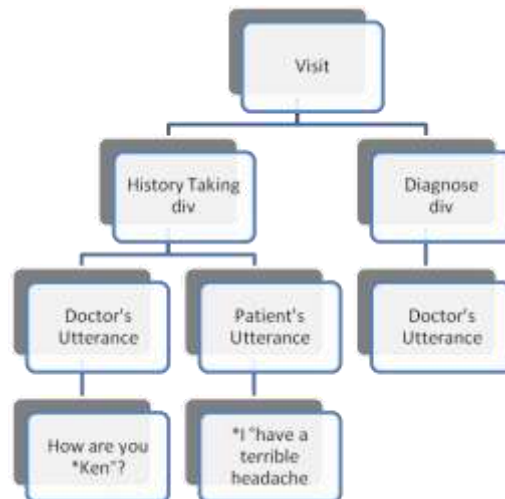 Visit
History Taking
div
Diagnose
div
Doctor's
Utterance
Patient's
Utterance
Doctor's
Utterance
How are you
*Ken"?
*I "have a
terrible
headache